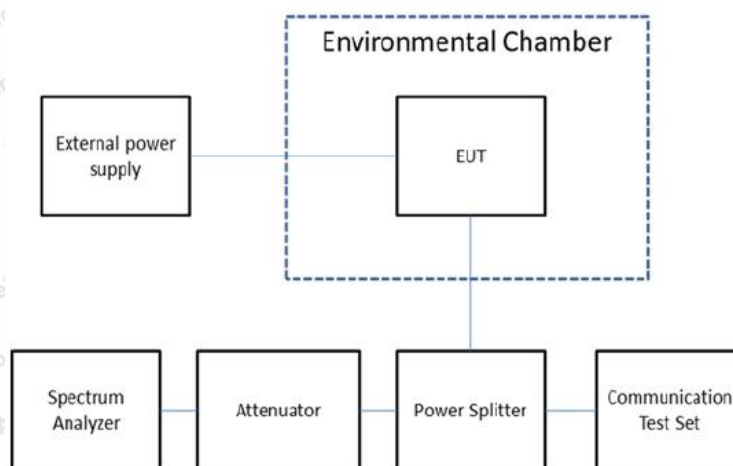 Environmental Chamber
External power
supply
EUT
Spectrum
Analyzer
Attenuator
Power Splitter
Communication
Test Set